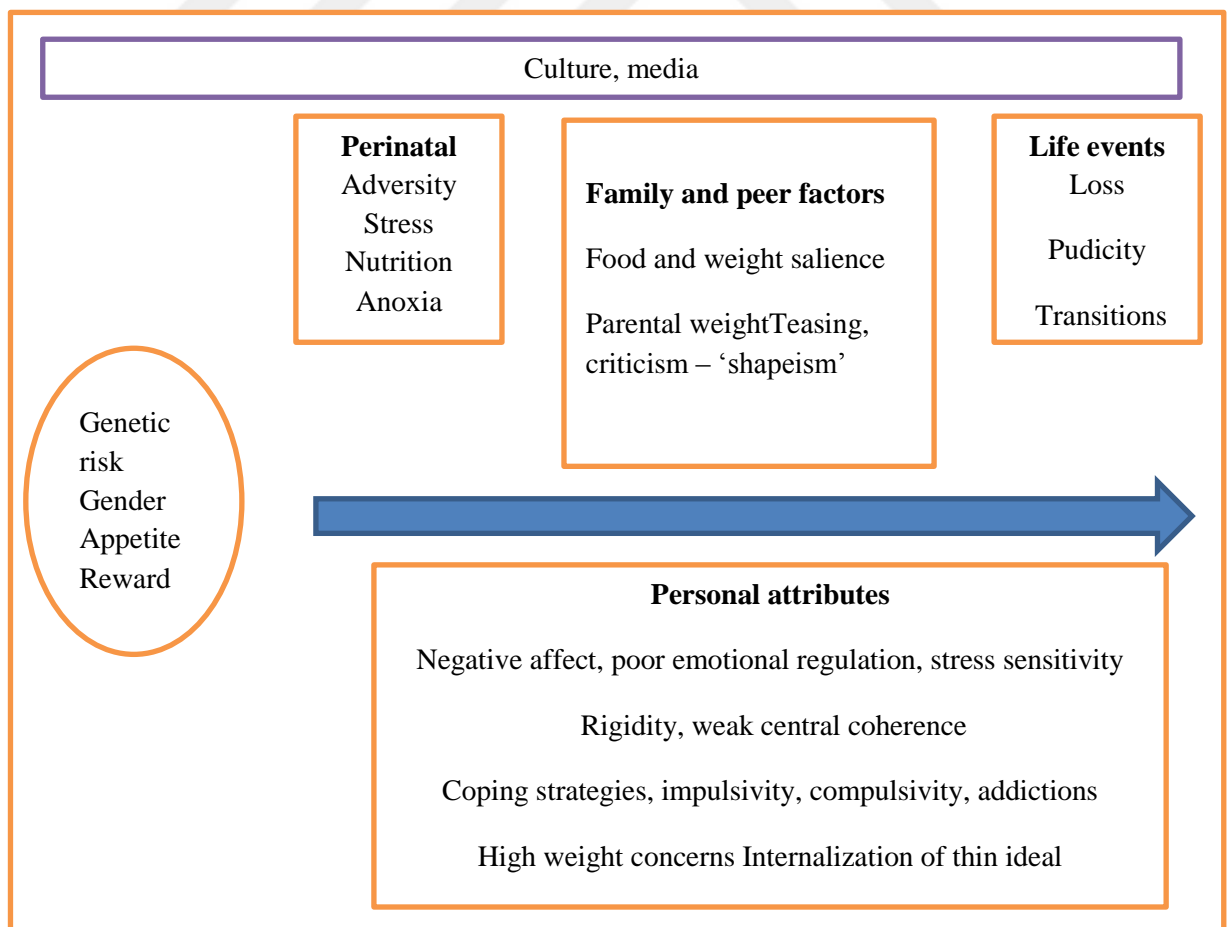 Culture, media
Perinatal
Adversity
Stress
Nutrition
Anoxia
Family and peer factors
Food and weight salience
Parental weightTeasing,
criticism – ‘shapeism’
Life events
Loss
Pudicity
Transitions
Genetic
risk
Gender
Appetite
Reward
Personal attributes
Negative affect, poor emotional regulation, stress sensitivity
Rigidity, weak central coherence
Coping strategies, impulsivity, compulsivity, addictions
High weight concerns Internalization of thin ideal